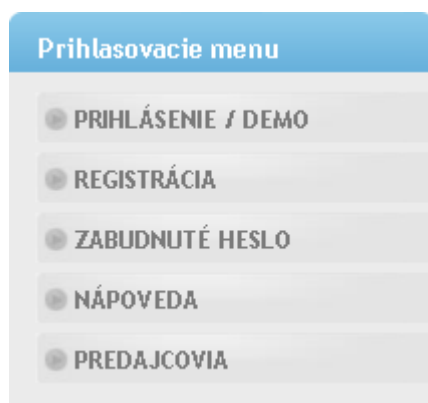 Prihlasovacie menu
PRIHLÁSENIE / DEMO
REGISTRÁCIA
ZABUDNUTÉ HESLO
NÁPOVEDA
PREDAJCOVIA